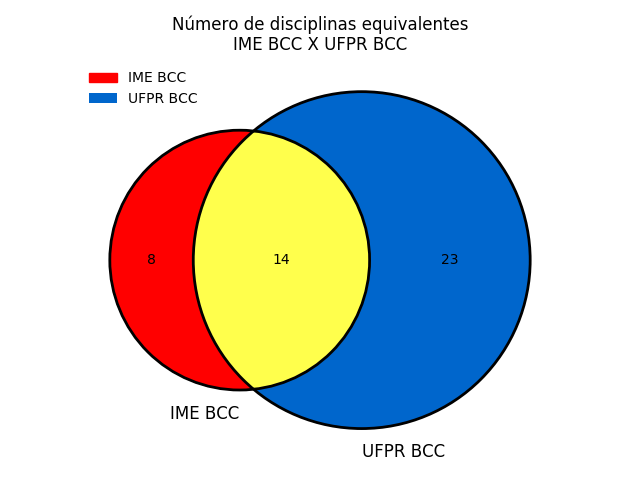 Número de disciplinas equivalentes
IME BCC X UFPR BCC
IME BCC
UFPR BCC
8
14
23
IME BCC
UFPR BCC